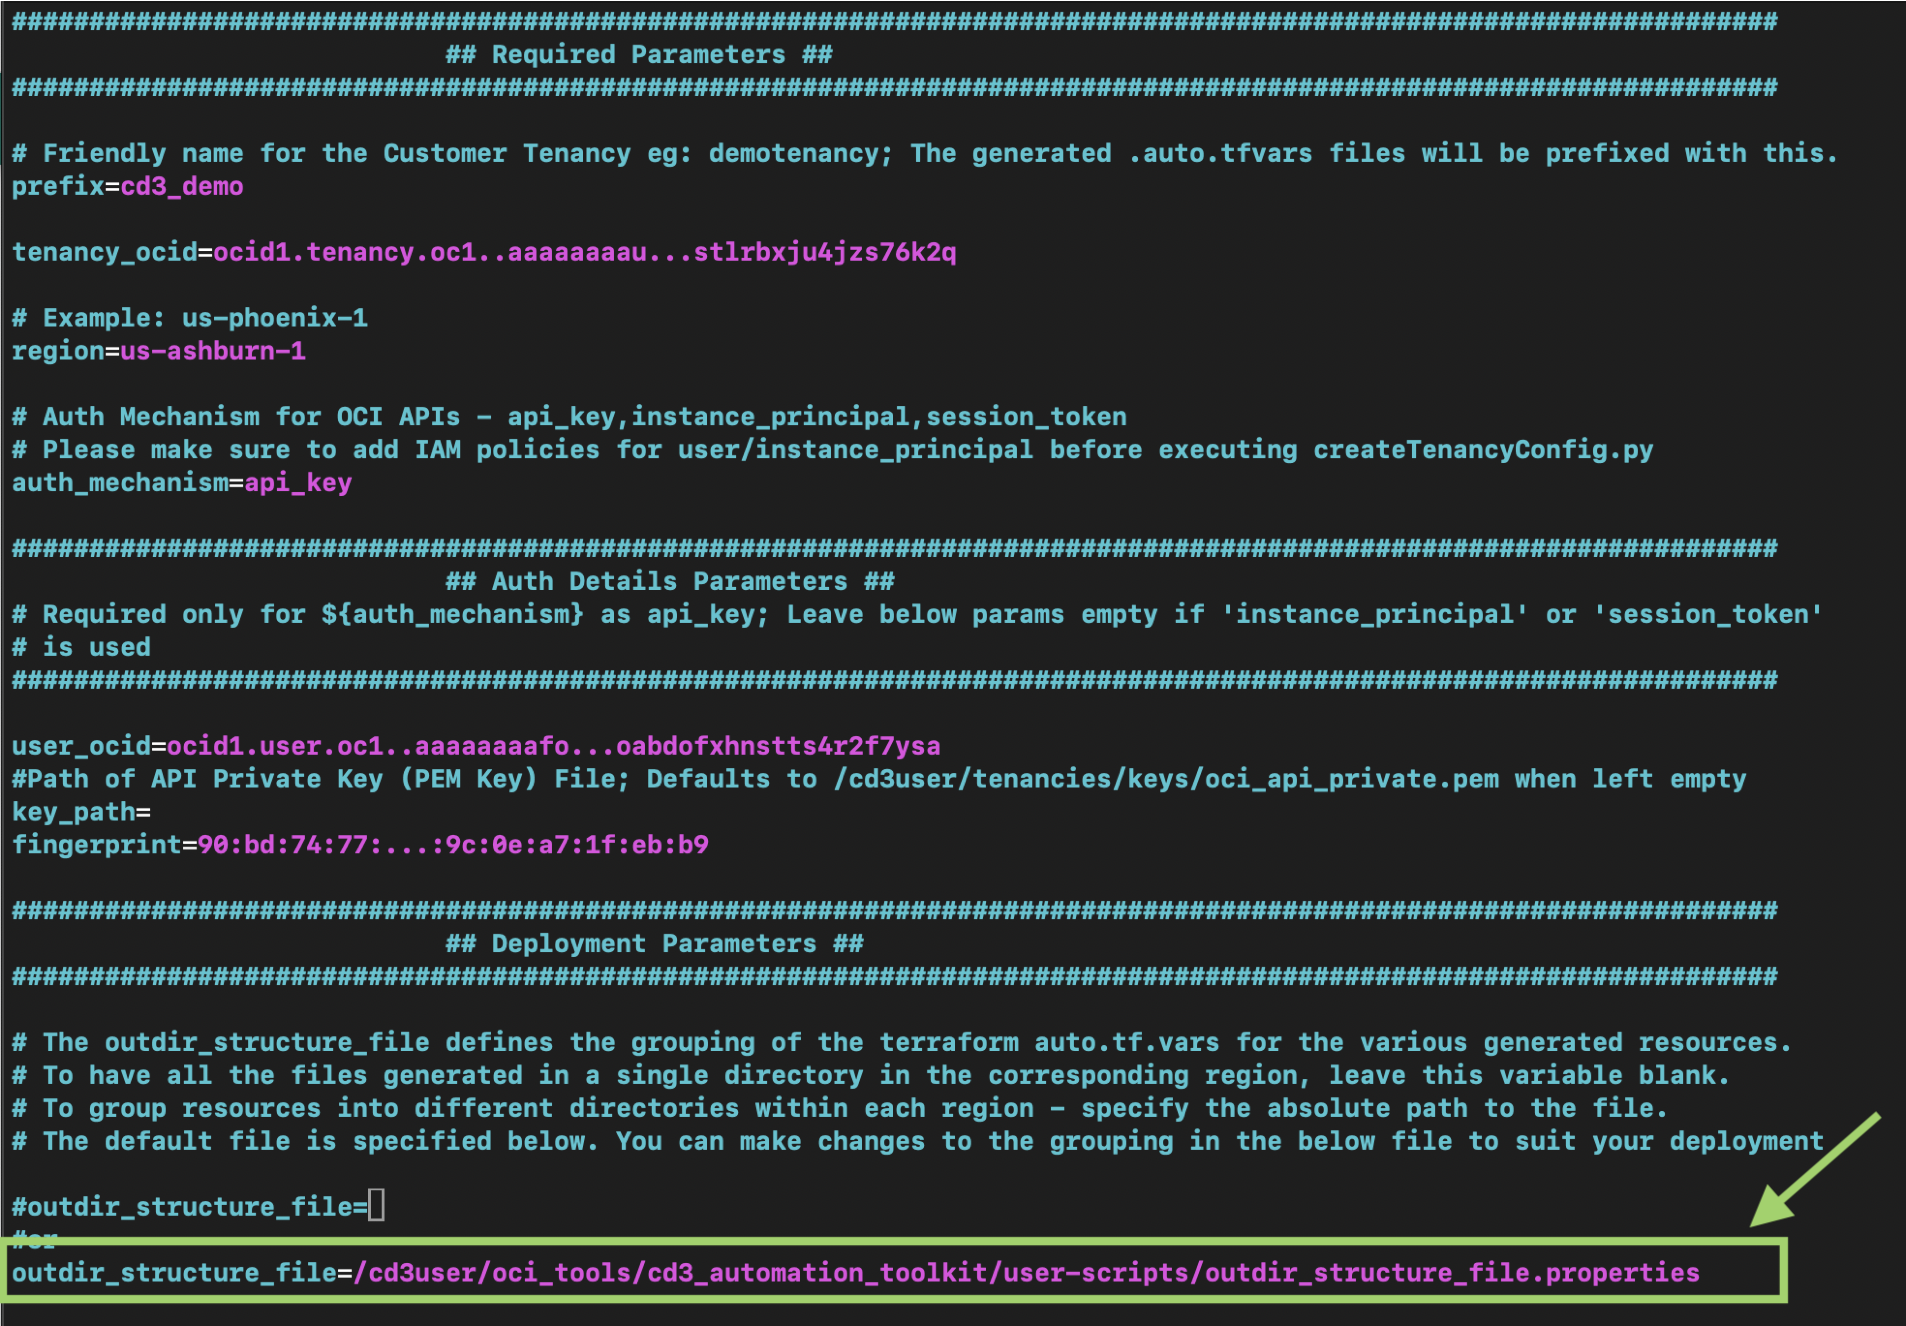 ##################################################################################################################
## Required Parameters ##
##################################################################################################################
# Friendly name for the Customer Tenancy eg: demotenancy; The generated .auto.tfvars files will be prefixed with this.
prefix=cd3_demo
tenancy_ocid=ocid1.tenancy.oc1..aaaaaaaau...stlrbxju4jzs76k2q
# Example: us-phoenix-1
region=us-ashburn-1
# Auth Mechanism for OCI APIs - api_key,instance_principal,session_token
# Please make sure to add IAM policies for user/instance_principal before executing createTenancyConfig.py
auth_mechanism=api_key
##################################################################################################################
## Auth Details Parameters ##
# Required only for ${auth_mechanism} as api_key; Leave below params empty if 'instance_principal' or 'session_token'
# is used
##################################################################################################################
user_ocid=ocid1.user.oc1..aaaaaaaafo...oabdofxhnstts4r2f7ysa
#Path of API Private Key (PEM Key) File; Defaults to /cd3user/tenancies/keys/oci_api_private.pem when left empty
key_path=
fingerprint=90:bd:74:77:...:9c:0e:a7:1f:eb:b9
##################################################################################################################
## Deployment Parameters ##
##################################################################################################################
# The outdir_structure_file defines the grouping of the terraform auto.tf.vars for the various generated resources.
# To have all the files generated in a single directory in the corresponding region, leave this variable blank.
# To group resources into different directories within each region - specify the absolute path to the file.
# The default file is specified below. You can make changes to the grouping in the below file to suit your deployment
#outdir_structure_file=
#or
outdir_structure_file=/cd3user/oci_tools/cd3_automation_toolkit/user-scripts/outdir_structure_file.properties